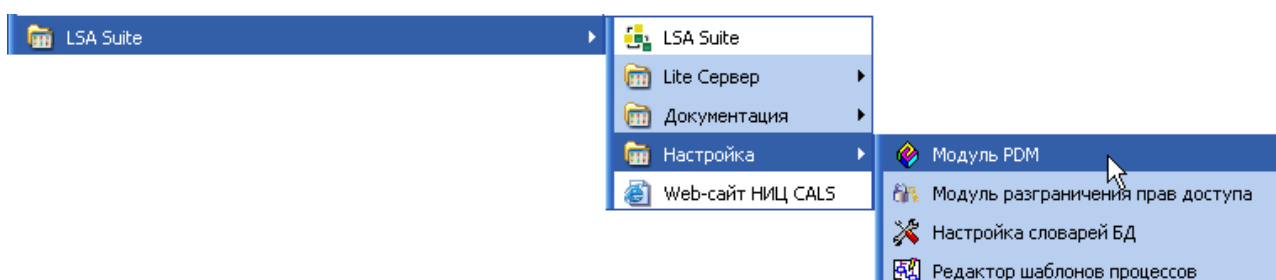 LSA Suite
LSA Suite
Lite Сервер
Документация
Настройка
Web-сайт НИЦ CALS
Модуль PDM
Модуль разграничения прав доступа
Настройка словарей БД
Редактор шаблонов процессов